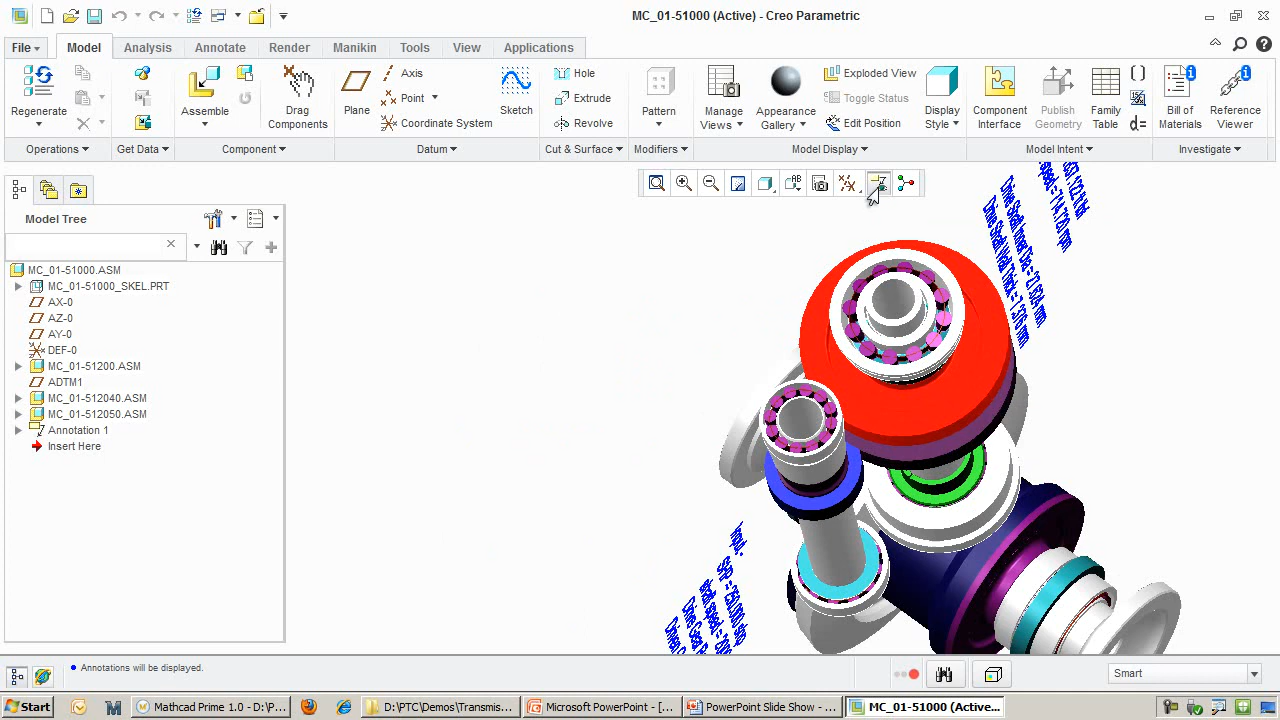 MC_01-51000 (Active) - Creo Parametric
File
Model
Analysis
Annotate
Render
Manikin
Tools
View
Applications
Regenerate
Assemble
Drag
Components
Plane
Axis
Point
Coordinate System
Sketch
Hole
Extrude
Revolve
Pattern
Manage
Views
Appearance
Gallery
Exploded View
Toggle Status
Edit Position
Display
Style
Component
Interface
Publish
Geometry
Family
Table
Bill of
Materials
Reference
Viewer
Operations
Get Data
Component
Datum
Cut & Surface
Modifiers
Model Display
Model Intent
Investigate
Model Tree
MC_01-51000.ASM
MC_01-51000_SKEL.PRT
AX-0
AZ-0
AY-0
DEF-0
MC_01-51200.ASM
ADTM1
MC_01-512040.ASM
MC_01-512050.ASM
Annotation 1
Insert Here
Annotations will be displayed.
Smart
Start
Mathcad Prime 1.0 - D:\P...
D:\PTC\Demos\Transmis...
Microsoft PowerPoint - [...
PowerPoint Slide Show - ...
MC_01-51000 (Active...